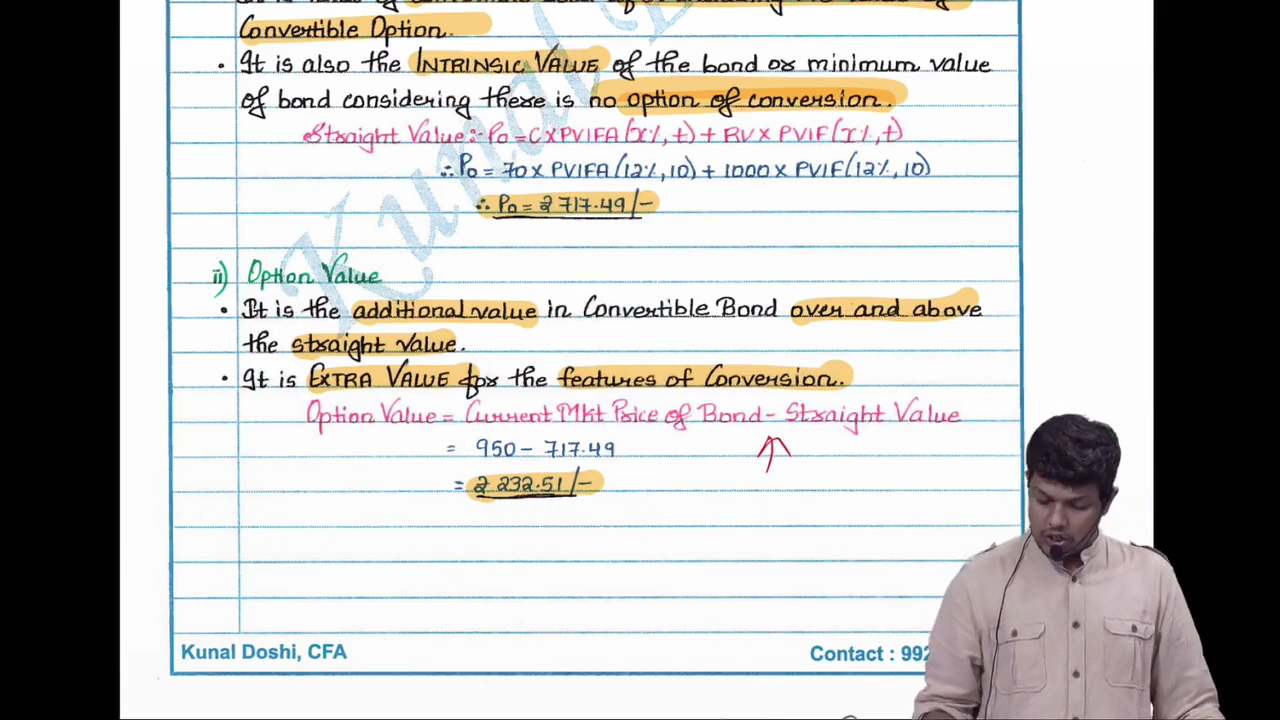 Convertible Option.
• It is also the INTRINSIC VALUE of the bond or minimum value
of bond considering there is no option of conversion.
Straight Value :- P0 = C x PVIFA (r%, t) + RV x PVIF (r%, t)
∴ P0 = 70 x PVIFA (12%, 10) + 1000 x PVIF (12%, 10)
∴ P0 = ₹ 717.49/-
ii) Option Value
• It is the additional value in Convertible Bond over and above
the straight value.
• It is EXTRA VALUE for the features of Conversion.
Option Value = Current Mkt Price of Bond - Straight Value
= 950 - 717.49
= ₹ 232.51/-
Kunal Doshi, CFA
Contact : 992